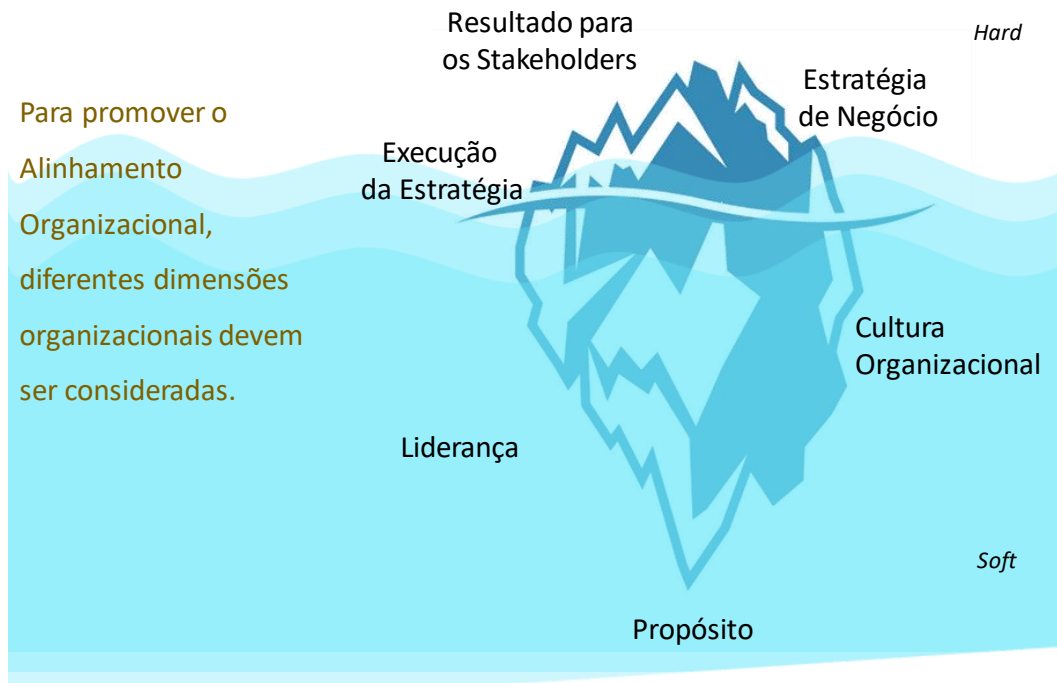 Resultado para
os Stakeholders
Hard
Estratégia
de Negócio
Para promover o
Alinhamento
Organizacional,
diferentes dimensões
organizacionais devem
ser consideradas.
Execução
da Estratégia
Cultura
Organizacional
Liderança
Soft
Propósito